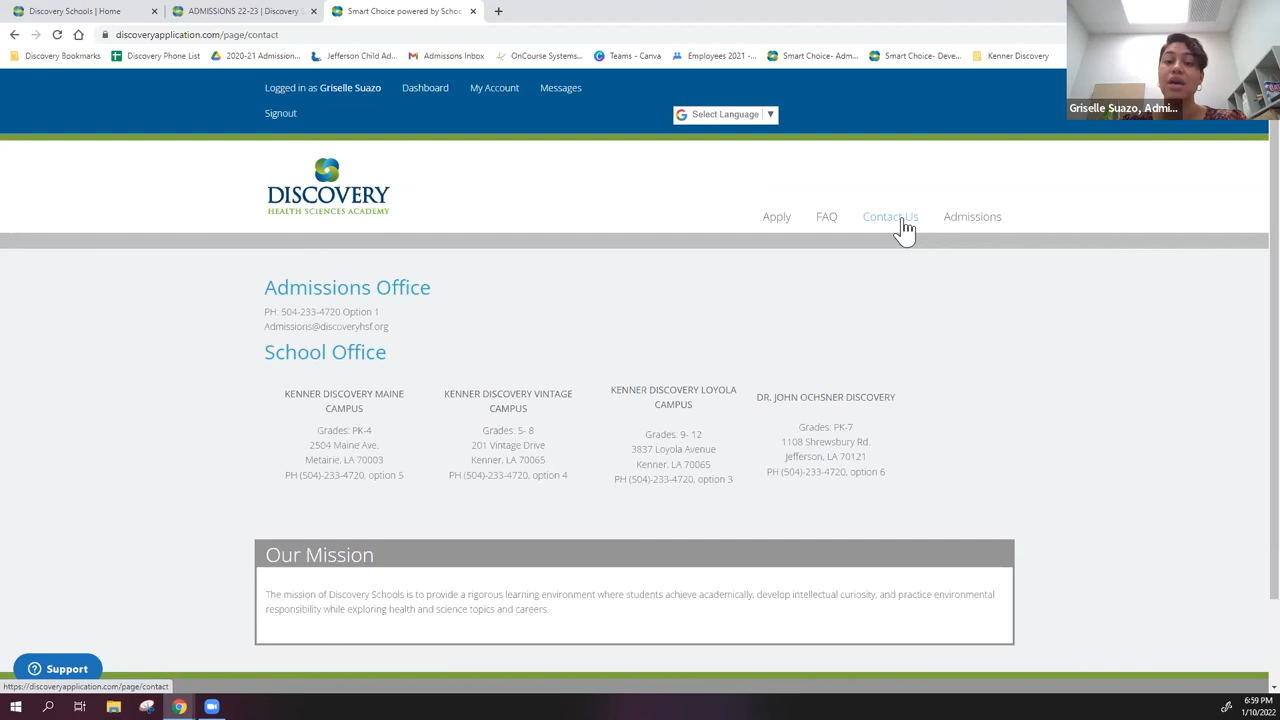 Discovery Schools | Home
ADMISSIONS 22-23 | Discovery S
Smart Choice powered by Schoo
discoveryapplication.com/page/contact
Discovery Bookmarks
Discovery Phone List
2020-21 Admission...
Jefferson Child Ad...
Admissons Inbox
OnCourse Systems...
Teams - Canva
Employees 2021 -...
Smart Choice- Adm...
Smart Choice- Deve...
Kenner Discovery
Griselle Suazo, Admi...
Logged in as Griselle Suazo
Dashboard
My Account
Messages
Signout
Select Language
DISCOVERY
HEALTH SCIENCES ACADEMY
Apply
FAQ
Contact Us
Admissions
Admissions Office
PH: 504-233-4720 Option 1
Admissions@discoveryhsf.org
School Office
KENNER DISCOVERY MAINE
CAMPUS
Grades: PK-4
2504 Maine Ave.
Metairie, LA 70003
PH (504)-233-4720, option 5
KENNER DISCOVERY VINTAGE
CAMPUS
Grades: 5- 8
201 Vintage Drive
Kenner, LA 70065
PH (504)-233-4720, option 4
KENNER DISCOVERY LOYOLA
CAMPUS
Grades: 9- 12
3837 Loyola Avenue
Kenner. LA 70065
PH (504)-233-4720, option 3
DR. JOHN OCHSNER DISCOVERY
Grades: PK-7
1108 Shrewsbury Rd.
Jefferson, LA 70121
PH (504)-233-4720, option 6
Our Mission
The mission of Discovery Schools is to provide a rigorous learning environment where students achieve academically, develop intellectual curiosity, and practice environmental
responsibility while exploring health and science topics and careers.
Support
https://discoveryapplication.com/page/contact
6:59 PM
1/10/2022